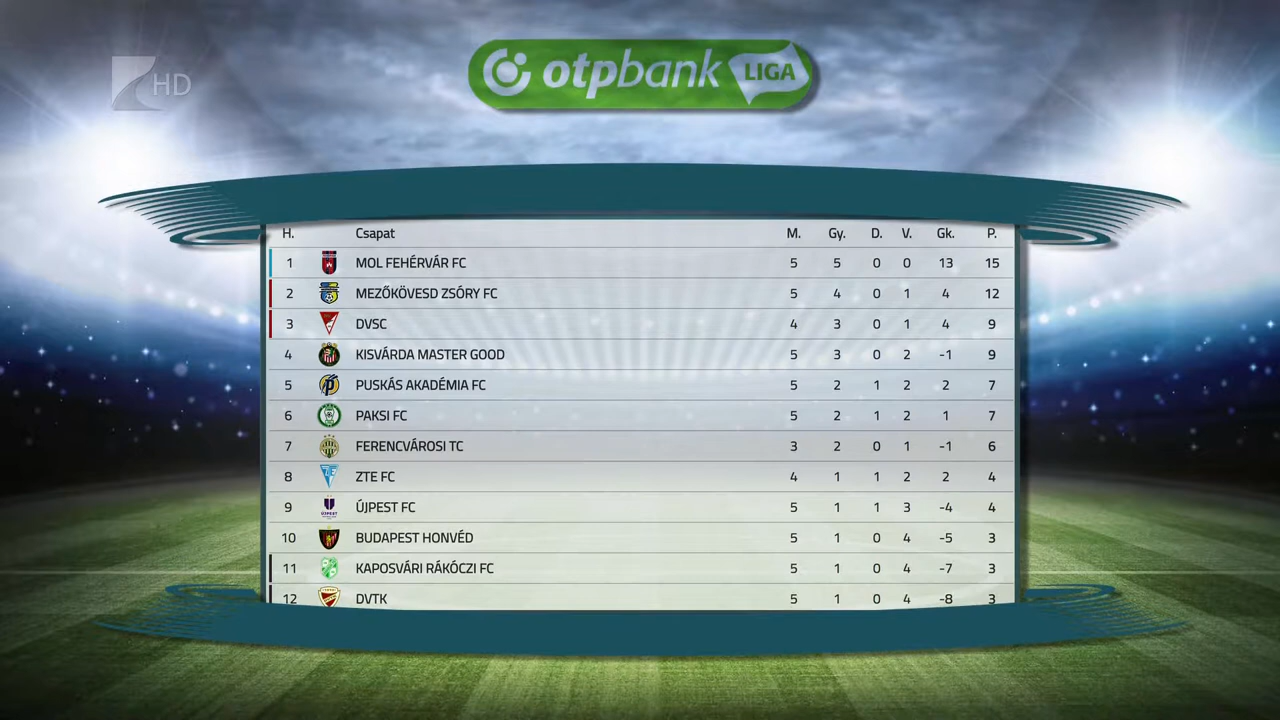 otpbank LIGA
HD
H. Csapat M. Gy. D. V. Gk. P.
1 MOL FEHÉRVÁR FC 5 5 0 0 13 15
2 MEZŐKÖVESD ZSÓRY FC 5 4 0 1 4 12
3 DVSC 4 3 0 1 4 9
4 KISVÁRDA MASTER GOOD 5 3 0 2 -1 9
5 PUSKÁS AKADÉMIA FC 5 2 1 2 2 7
6 PAKSI FC 5 2 1 2 1 7
7 FERENCVÁROSI TC 3 2 0 1 -1 6
8 ZTE FC 4 1 1 2 2 4
9 ÚJPEST FC 5 1 1 3 -4 4
10 BUDAPEST HONVÉD 5 1 0 4 -5 3
11 KAPOSVÁRI RÁKÓCZI FC 5 1 0 4 -7 3
12 DVTK 5 1 0 4 -8 3